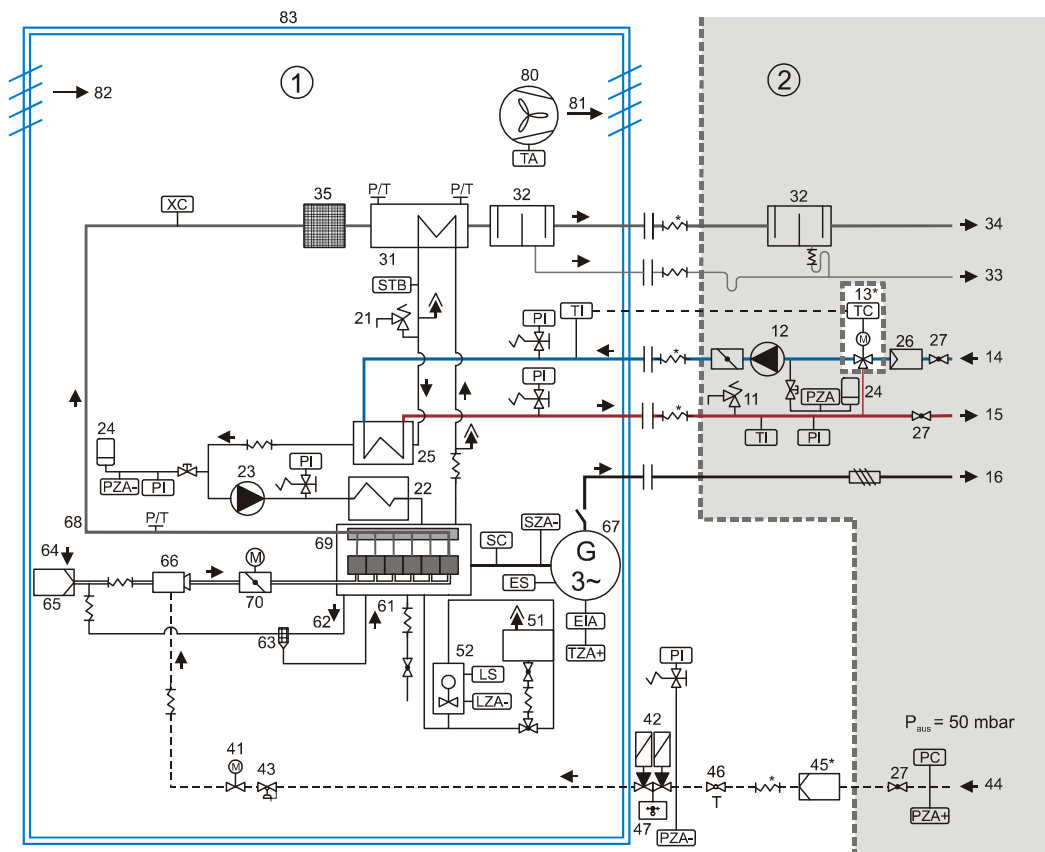 83
1
2
82
80
81
TA
XC
35
P/T
P/T
32
32
34
31
STB
33
21
PI
TI
13*
TC
M
12
26
27
14
PI
11
PZA
24
15
TI
PI
27
24
25
PZA-
PI
23
PI
22
16
68
P/T
SZA-
67
69
SC
G
3~
ES
64
66
M
65
70
62
61
EIA
51
63
TZA+
52
LS
LZA-
PI
42
P_aus = 50 mbar
41
M
43
46
45*
27
PC
44
T
47
PZA-
PZA+